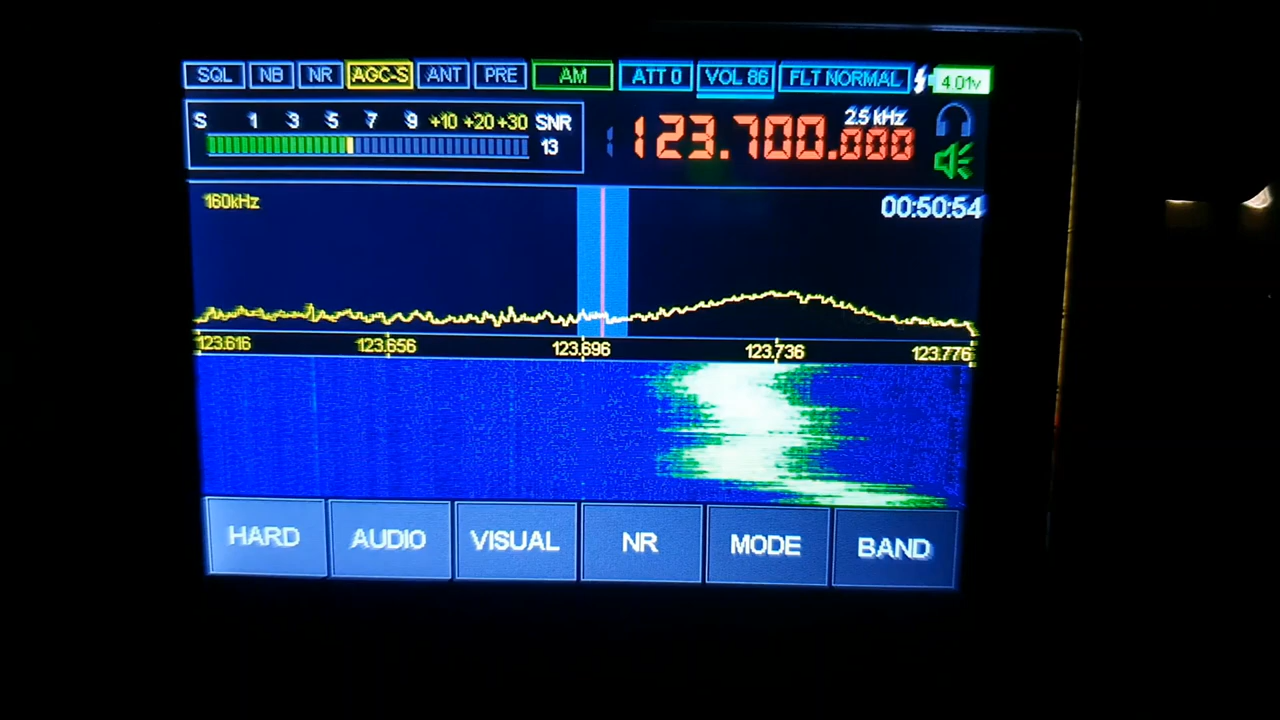 SQL NB NR AGC-S ANT PRE AM ATT 0 VOL 86 FLT NORMAL 4.01v
S 1 3 5 7 9 +10 +20 +30 SNR
13
2.5 kHz
123.700.000
160kHz
00:50:54
123.616 123.656 123.696 123.736 123.776
HARD AUDIO VISUAL NR MODE BAND